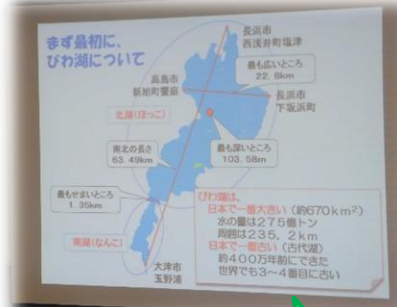 まず最初に、
びわ湖について
長浜市
西浅井町塩津
最も広いところ
22.8km
高島市
新旭町饗庭
長浜市
下坂浜町
北湖(ほっこ)
南北の長さ
63.49km
最も深いところ
103.58m
最もせまいところ
1.35km
びわ湖は、
日本で一番大きい(約670km²)
水の量は275億トン
周囲は235.2km
日本で一番古い(古代湖)
約400万年前にできた
世界でも3~4番目に古い
南湖(なんこ)
大津市
玉野浦